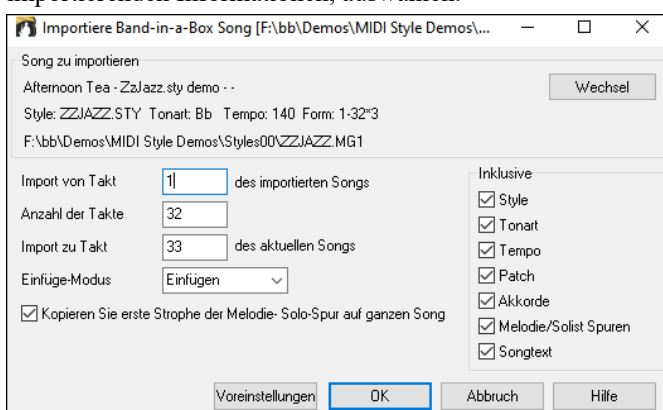 Importiere Band-in-a-Box Song [F:\bb\Demos\MIDI Style Demos\...
Song zu importieren
Afternoon Tea - ZzJazz.sty demo - -
Wechsel
Style: ZZJAZZ.STY Tonart: Bb Tempo: 140 Form: 1-32*3
F:\bb\Demos\MIDI Style Demos\Styles00\ZZJAZZ.MG1
Import von Takt 1 des importierten Songs
Anzahl der Takte 32
Import zu Takt 33 des aktuellen Songs
Einfüge-Modus Einfügen
Kopieren Sie erste Strophe der Melodie- Solo-Spur auf ganzen Song
Inklusive
Style
Tonart
Tempo
Patch
Akkorde
Melodie/Solist Spuren
Songtext
Voreinstellungen OK Abbruch Hilfe